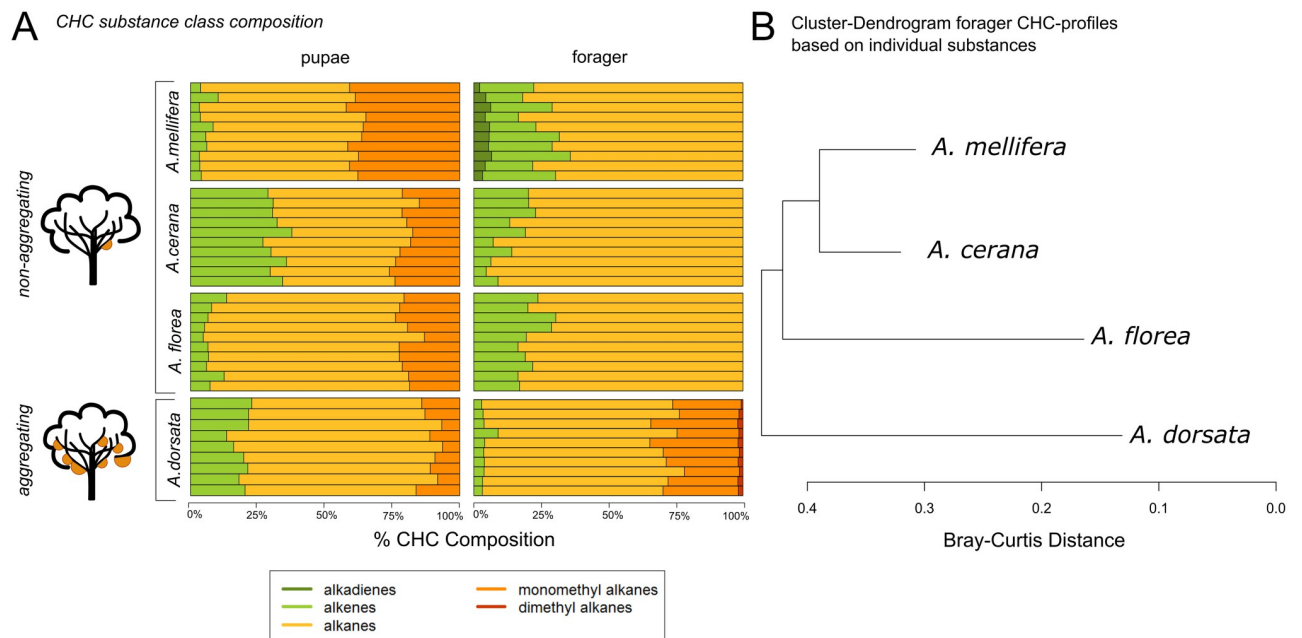 A CHC substance class composition
pupae
forager
non-aggregating
aggregating
A.mellifera
A.cerana
A. florea
A.dorsata
0% 25% 50% 75% 100%
0% 25% 50% 75% 100%
% CHC Composition
alkadienes
alkenes
alkanes
monomethyl alkanes
dimethyl alkanes
B Cluster-Dendrogram forager CHC-profiles
based on individual substances
A. mellifera
A. cerana
A. florea
A. dorsata
0.4 0.3 0.2 0.1 0.0
Bray-Curtis Distance